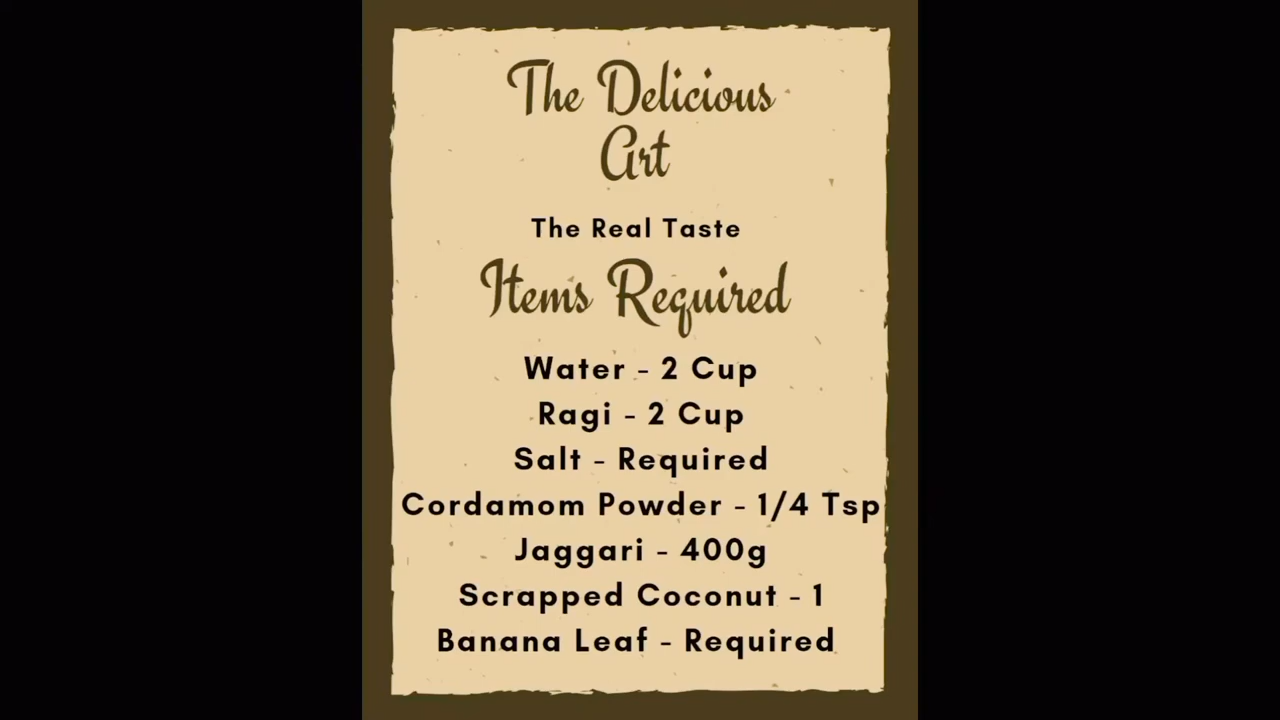 The Delicious
Art
The Real Taste
Items Required
Water - 2 Cup
Ragi - 2 Cup
Salt - Required
Cordamom Powder - 1/4 Tsp
Jaggari - 400g
Scrapped Coconut - 1
Banana Leaf - Required